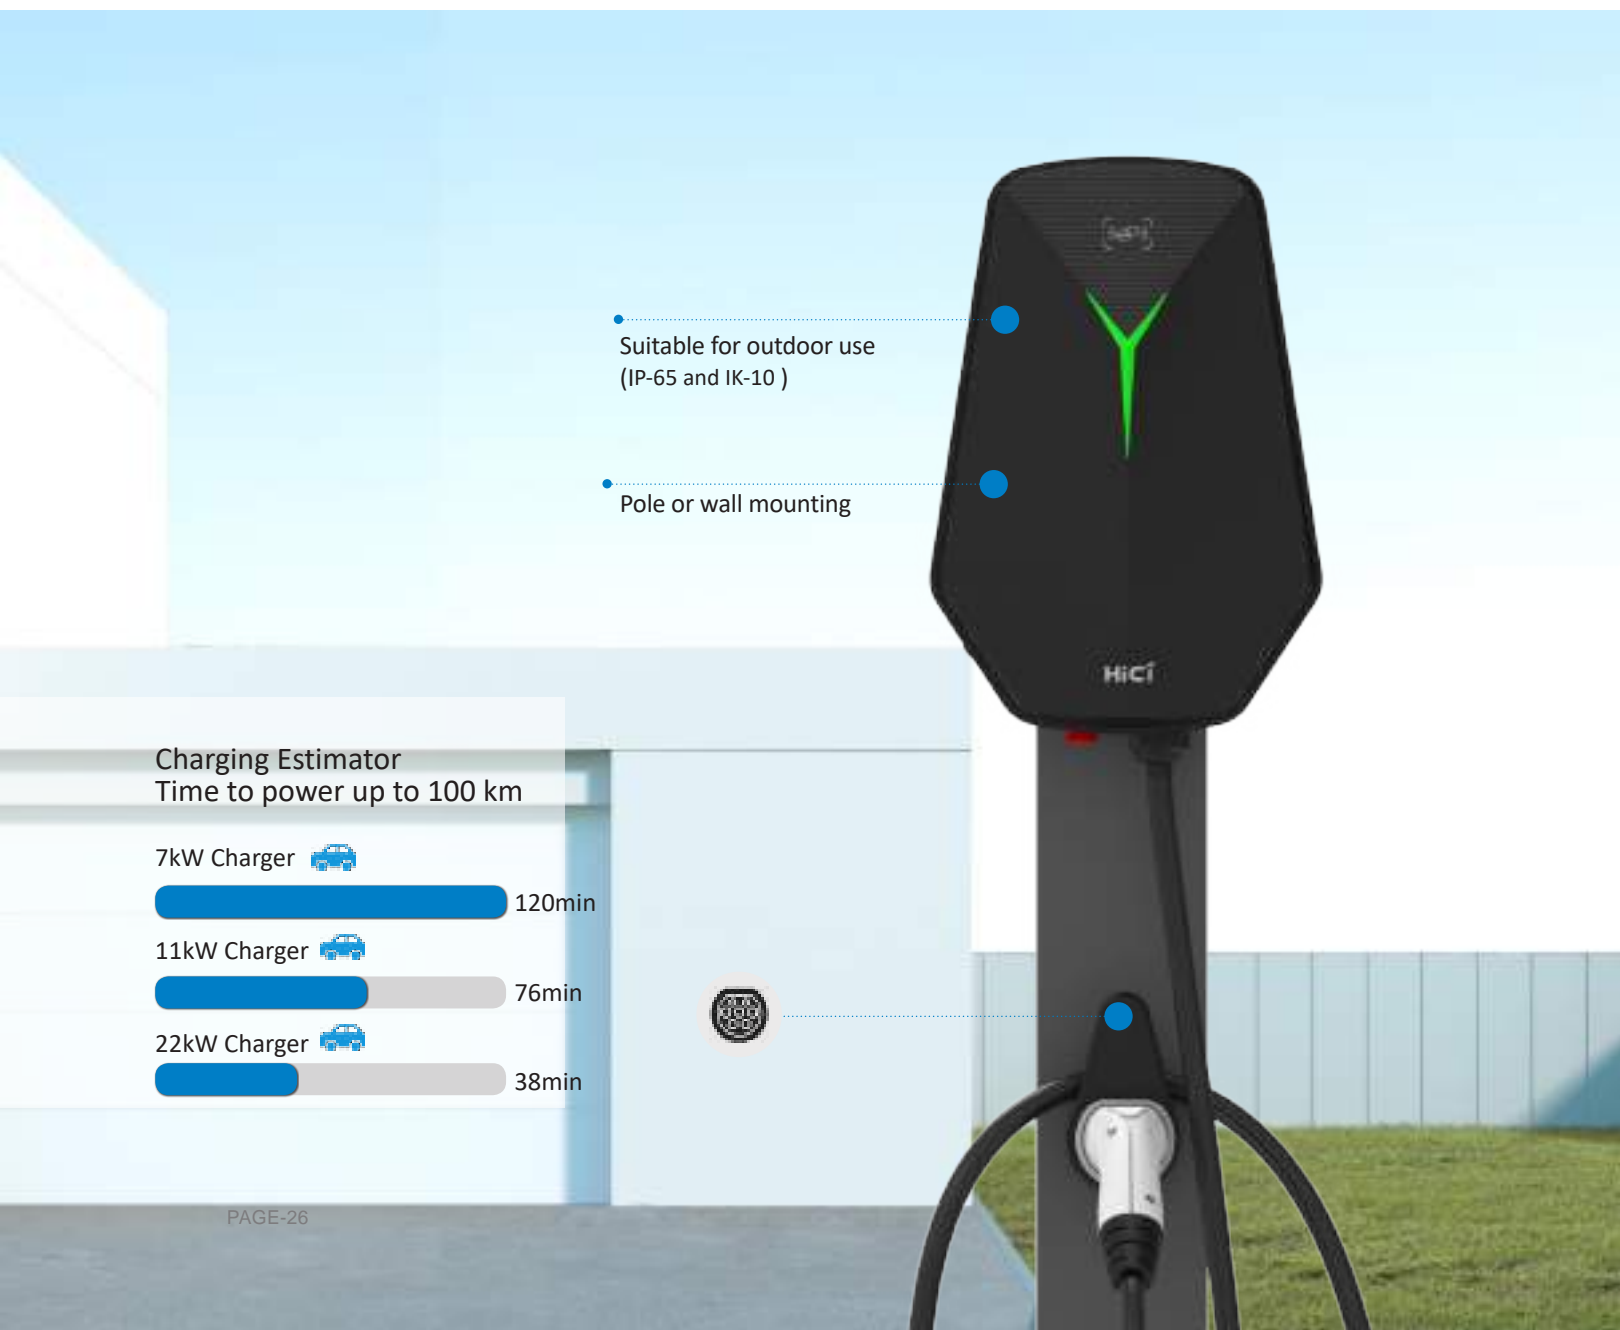 Suitable for outdoor use
(IP-65 and IK-10 )
Pole or wall mounting
HiCi
Charging Estimator
Time to power up to 100 km
7kW Charger
120min
11kW Charger
76min
22kW Charger
38min
PAGE-26